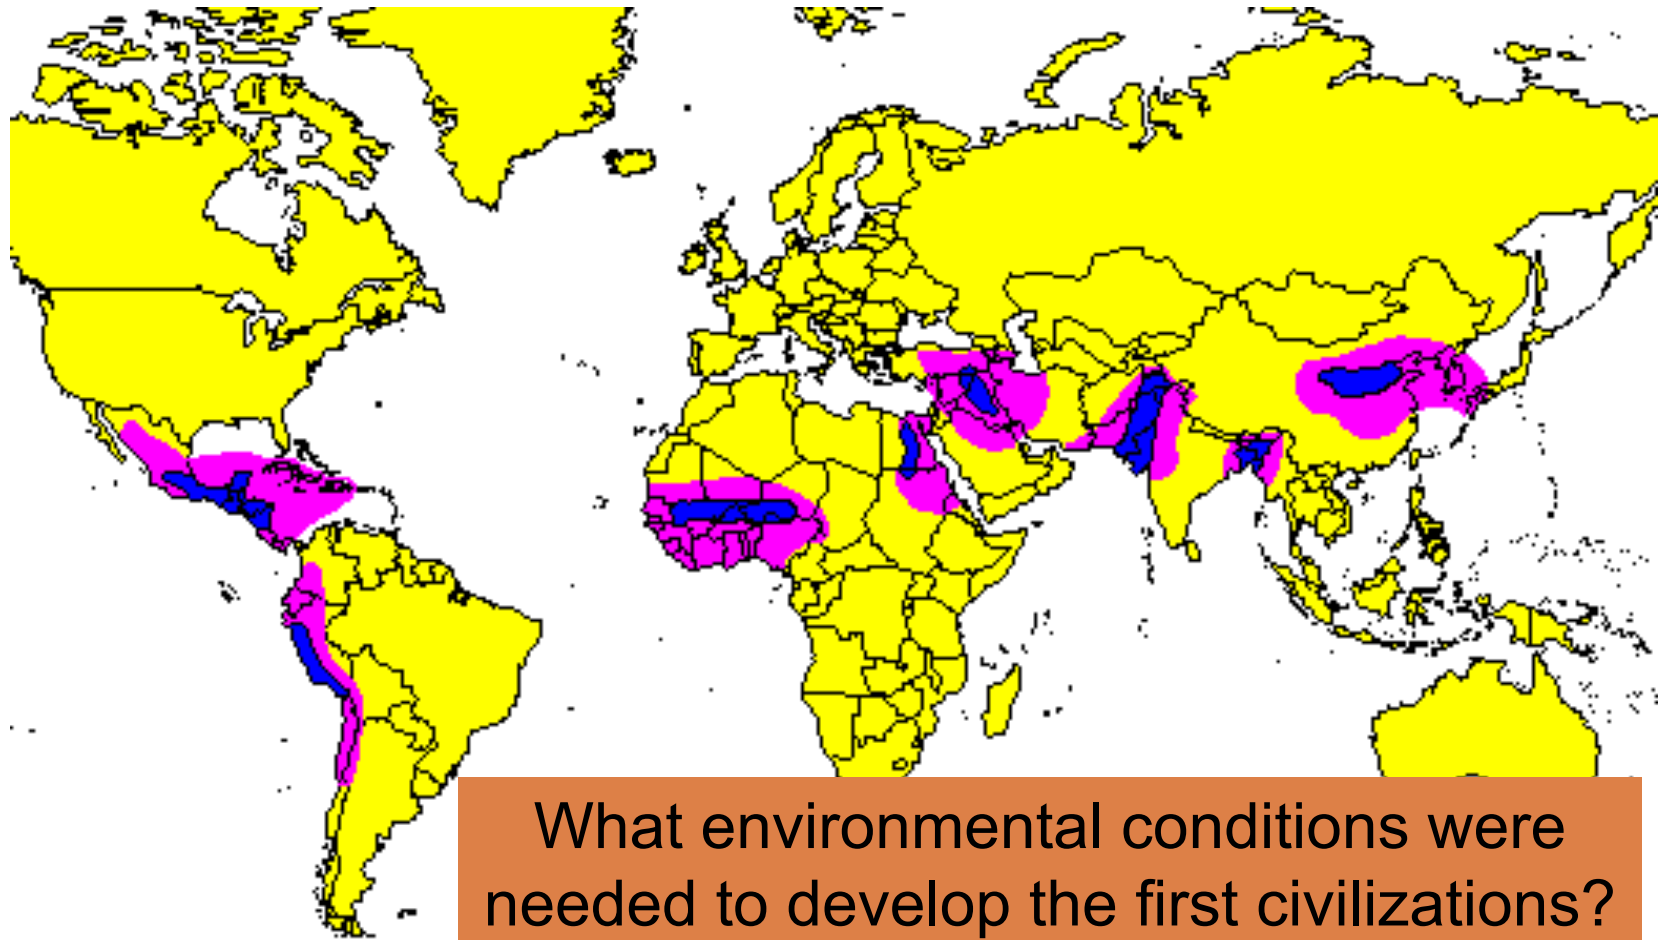 What environmental conditions were
needed to develop the first civilizations?